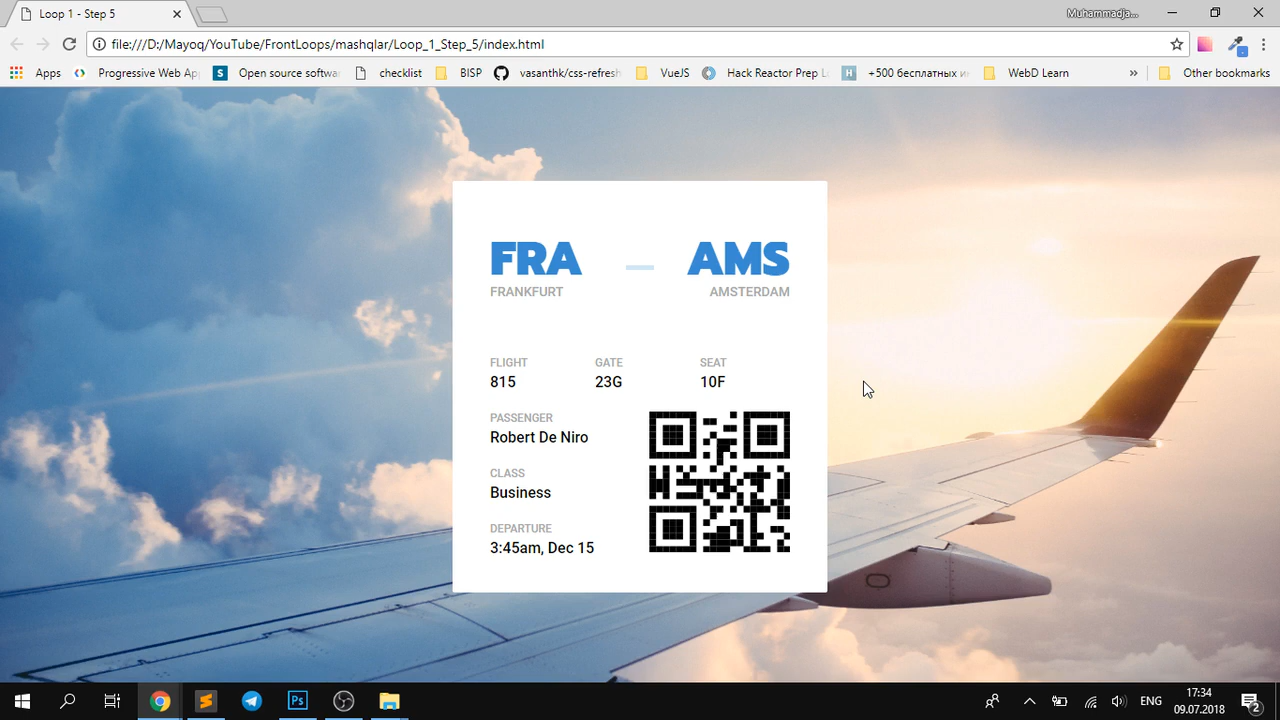 Loop 1 - Step 5
Muhammadja...
file:///D:/Mayoq/YouTube/FrontLoops/mashqlar/Loop_1_Step_5/index.html
Apps Progressive Web Ap Open source softwa checklist BISP vasanthk/css-refresh VueJS Hack Reactor Prep L +500 бесплатных и WebD Learn » Other bookmarks
FRA – AMS
FRANKFURT AMSTERDAM
FLIGHT GATE SEAT
815 23G 10F
PASSENGER
Robert De Niro
CLASS
Business
DEPARTURE
3:45am, Dec 15
Ps
ENG
17:34
09.07.2018
2